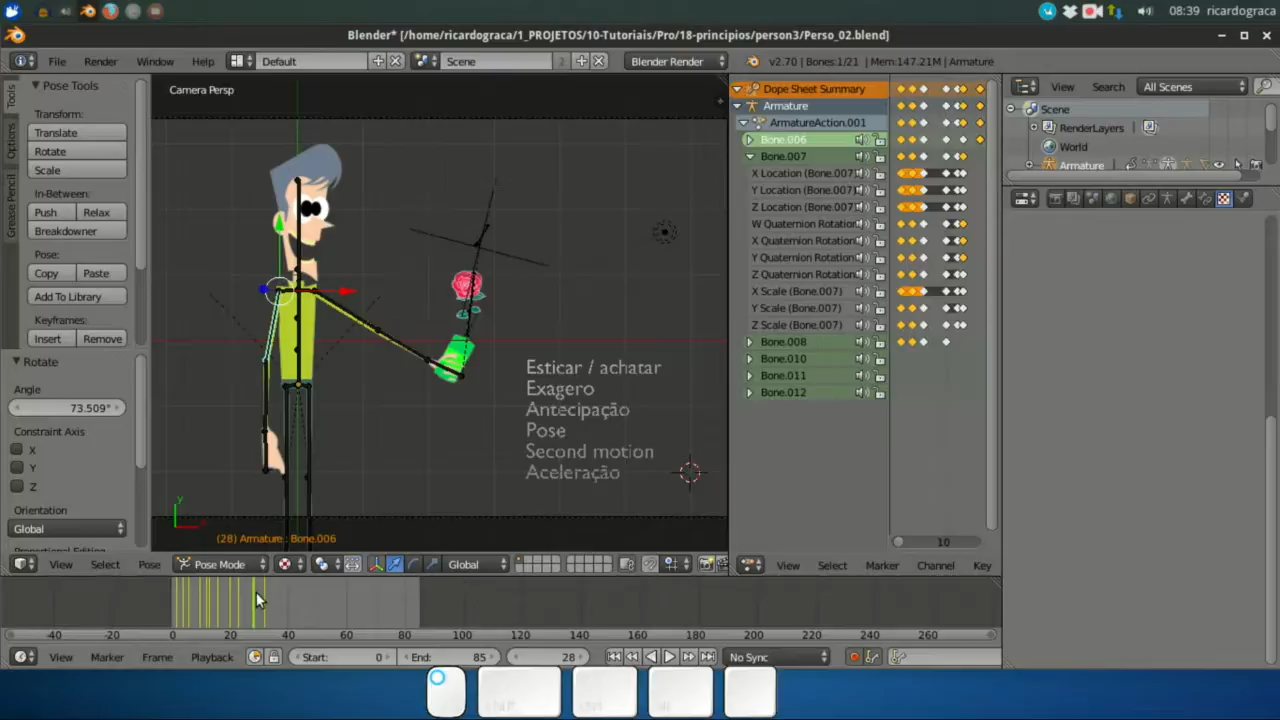 08:39 ricardograca
Blender* [/home/ricardograca/1_PROJETOS/10-Tutoriais/Pro/18-principios/person3/Perso_02.blend]
File Render Window Help Default Scene 2 Blender Render v2.70 | Bones:1/21 | Mem:147.21M | Armature
Tools
Options
Grease Pencil
Pose Tools
Transform:
Translate
Rotate
Scale
In-Between:
Push Relax
Breakdowner
Pose:
Copy Paste
Add To Library
Keyframes:
Insert Remove
Rotate
Angle
73.509°
Constraint Axis
X
Y
Z
Orientation
Global
Camera Persp
Esticar / achatar
Exagero
Antecipação
Pose
Second motion
Aceleração
y
(28) Armature : Bone.006
View Select Pose Pose Mode Global
Dope Sheet Summary
Armature
ArmatureAction.001
Bone.006
Bone.007
X Location (Bone.007)
Y Location (Bone.007)
Z Location (Bone.007)
W Quaternion Rotation
X Quaternion Rotation
Y Quaternion Rotation
Z Quaternion Rotation
X Scale (Bone.007)
Y Scale (Bone.007)
Z Scale (Bone.007)
Bone.008
Bone.010
Bone.011
Bone.012
10
View Select Marker Channel Key
View Search All Scenes
Scene
RenderLayers
World
Armature
-40 -20 0 20 40 60 80 100 120 140 160 180 200 220 240 260
View Marker Frame Playback Start: 0 End: 85 28 No Sync